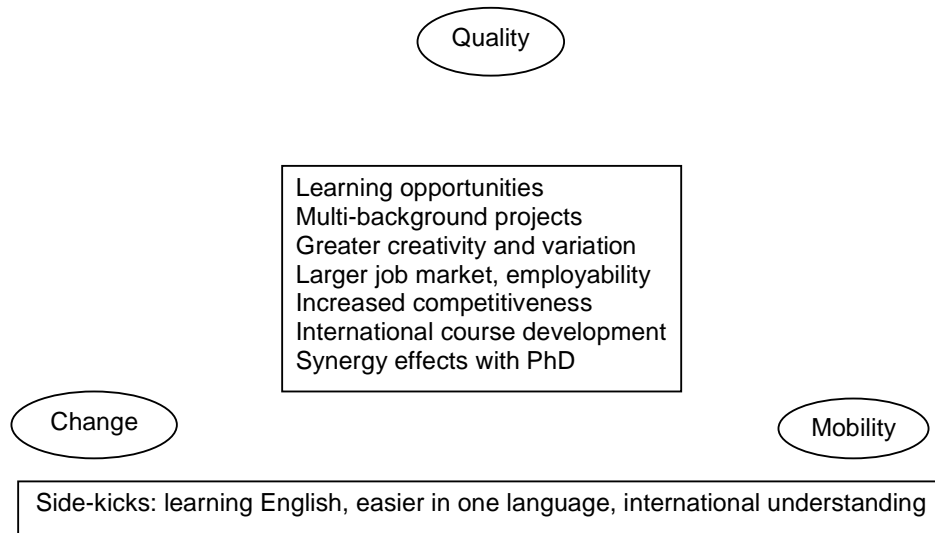 Quality
Learning opportunities
Multi-background projects
Greater creativity and variation
Larger job market, employability
Increased competitiveness
International course development
Synergy effects with PhD
Change
Mobility
Side-kicks: learning English, easier in one language, international understanding